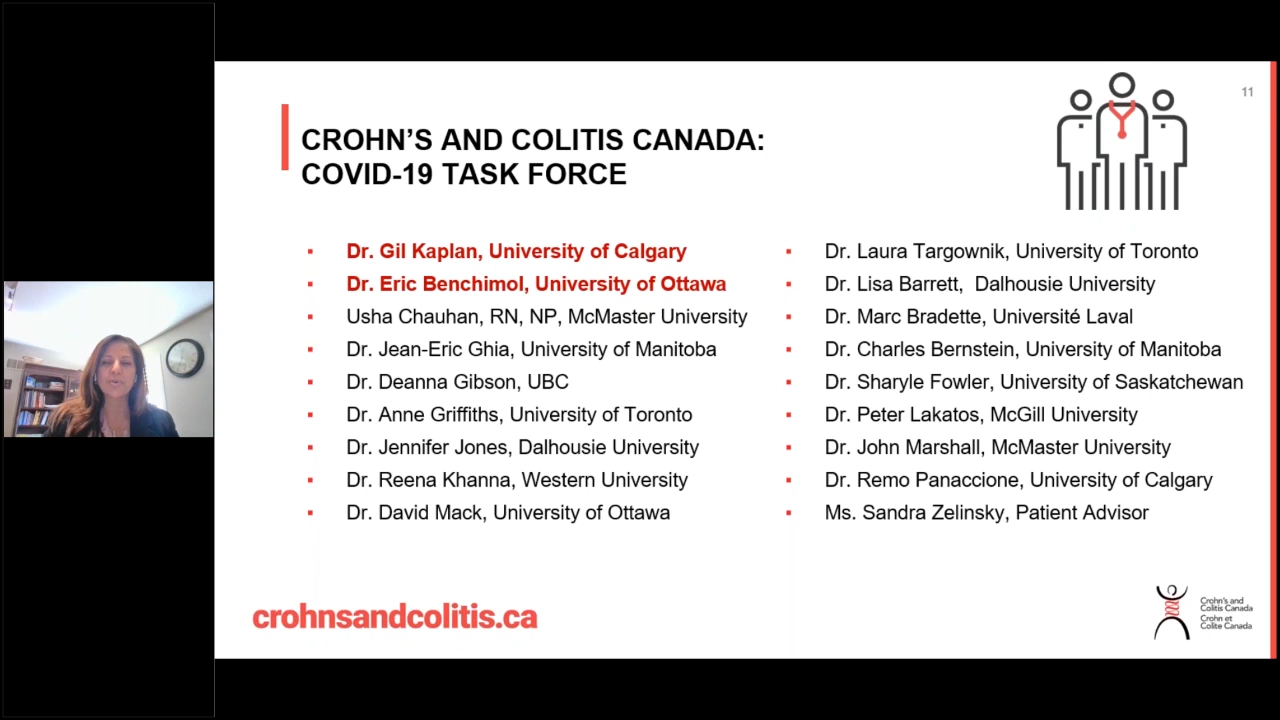 11
CROHN'S AND COLITIS CANADA:
COVID-19 TASK FORCE
Dr. Gil Kaplan, University of Calgary
Dr. Eric Benchimol, University of Ottawa
Usha Chauhan, RN, NP, McMaster University
Dr. Jean-Eric Ghia, University of Manitoba
Dr. Deanna Gibson, UBC
Dr. Anne Griffiths, University of Toronto
Dr. Jennifer Jones, Dalhousie University
Dr. Reena Khanna, Western University
Dr. David Mack, University of Ottawa
Dr. Laura Targownik, University of Toronto
Dr. Lisa Barrett, Dalhousie University
Dr. Marc Bradette, Université Laval
Dr. Charles Bernstein, University of Manitoba
Dr. Sharyle Fowler, University of Saskatchewan
Dr. Peter Lakatos, McGill University
Dr. John Marshall, McMaster University
Dr. Remo Panaccione, University of Calgary
Ms. Sandra Zelinsky, Patient Advisor
crohnsandcolitis.ca
Crohn's and
Colitis Canada
Crohn et
Colite Canada